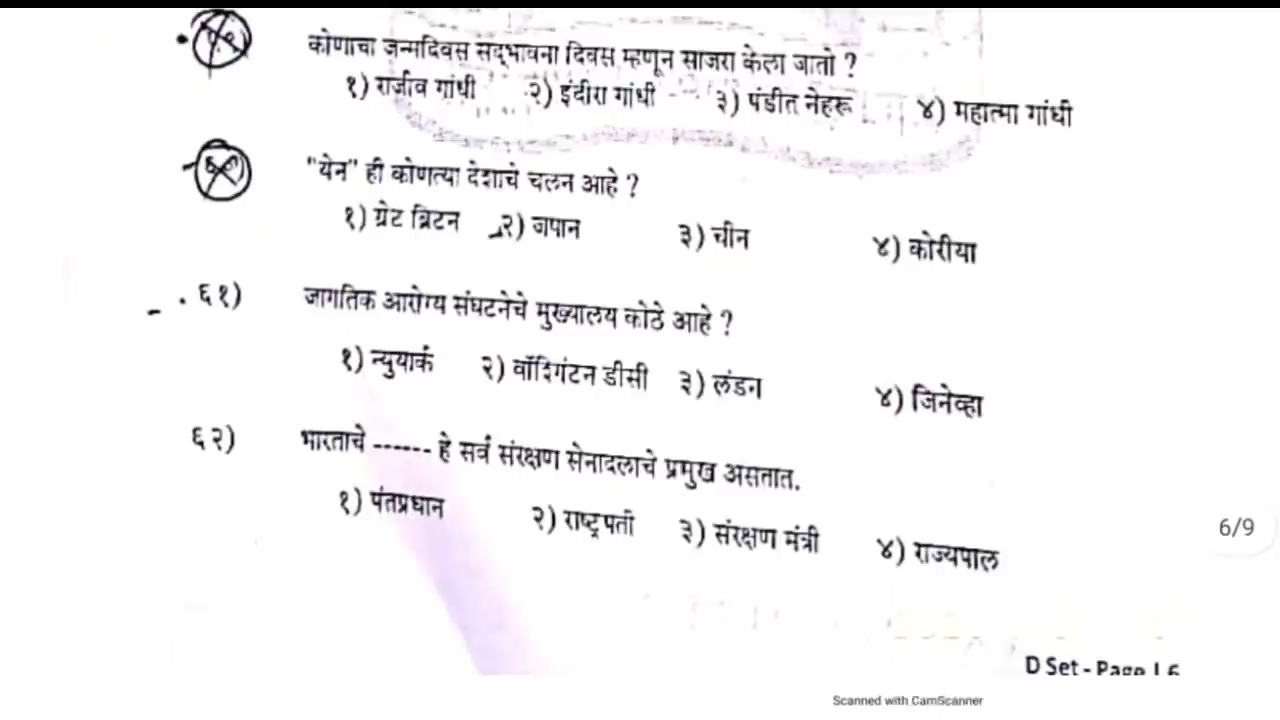 कोणाचा जन्मदिवस सद्‌भावना दिवस म्हणून साजरा केला जातो ?
१) राजीव गांधी २) इंदीरा गांधी ३) पंडीत नेहरू ४) महात्मा गांधी
"येन" ही कोणत्या देशाचे चलन आहे ?
१) ग्रेट ब्रिटन २) जपान ३) चीन ४) कोरीया
६१) जागतिक आरोग्य संघटनेचे मुख्यालय कोठे आहे ?
१) न्युयार्क २) वॉशिगंटन डीसी ३) लंडन ४) जिनेव्हा
६२) भारताचे ------ हे सर्व संरक्षण सेनादलाचे प्रमुख असतात.
१) पंतप्रधान २) राष्ट्रपती ३) संरक्षण मंत्री ४) राज्यपाल
6/9
D Set - Page | 6
Scanned with CamScanner